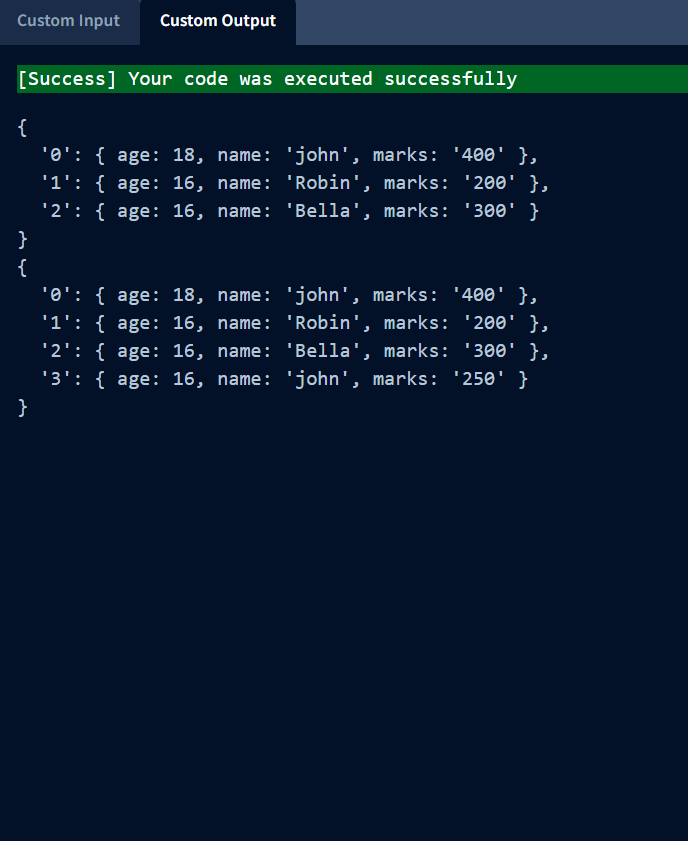 Custom Input
Custom Output
[Success] Your code was executed successfully
{
  '0': { age: 18, name: 'john', marks: '400' },
  '1': { age: 16, name: 'Robin', marks: '200' },
  '2': { age: 16, name: 'Bella', marks: '300' }
}
{
  '0': { age: 18, name: 'john', marks: '400' },
  '1': { age: 16, name: 'Robin', marks: '200' },
  '2': { age: 16, name: 'Bella', marks: '300' },
  '3': { age: 16, name: 'john', marks: '250' }
}